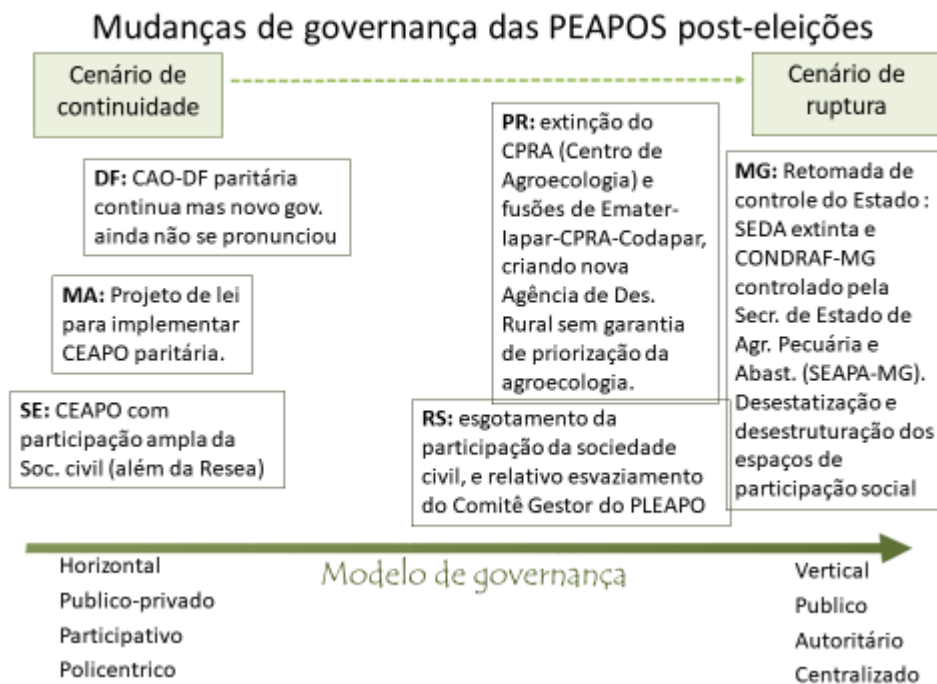 Mudanças de governança das PEAPOS post-eleições
Cenário de
continuidade
Cenário de
ruptura
DF: CAO-DF paritária
continua mas novo gov.
ainda não se pronunciou
MA: Projeto de lei
para implementar
CEAPO paritária.
SE: CEAPO com
participação ampla da
Soc. civil (além da Resea)
PR: extinção do
CPRA (Centro de
Agroecologia) e
fusões de Emater-
Iapar-CPRA-Codapar,
criando nova
Agência de Des.
Rural sem garantia
de priorização da
agroecologia.
RS: esgotamento da
participação da sociedade
civil, e relativo esvaziamento
do Comitê Gestor do PLEAPO
MG: Retomada de
controle do Estado :
SEDA extinta e
CONDRAF-MG
controlado pela
Secr. de Estado de
Agr. Pecuária e
Abast. (SEAPA-MG).
Desestatização e
desestruturação dos
espaços de
participação social
Modelo de governança
Horizontal
Publico-privado
Participativo
Policentrico
Vertical
Publico
Autoritário
Centralizado